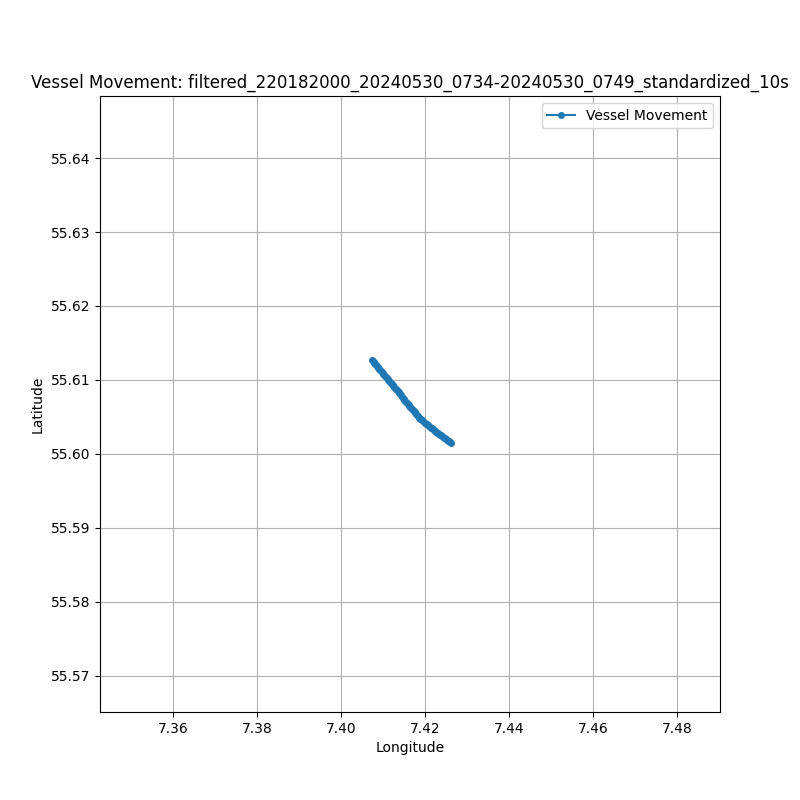 Vessel Movement: filtered_220182000_20240530_0734-20240530_0749_standardized_10s
Vessel Movement
55.64
55.63
55.62
55.61
55.60
55.59
55.58
55.57
Latitude
7.36 7.38 7.40 7.42 7.44 7.46 7.48
Longitude